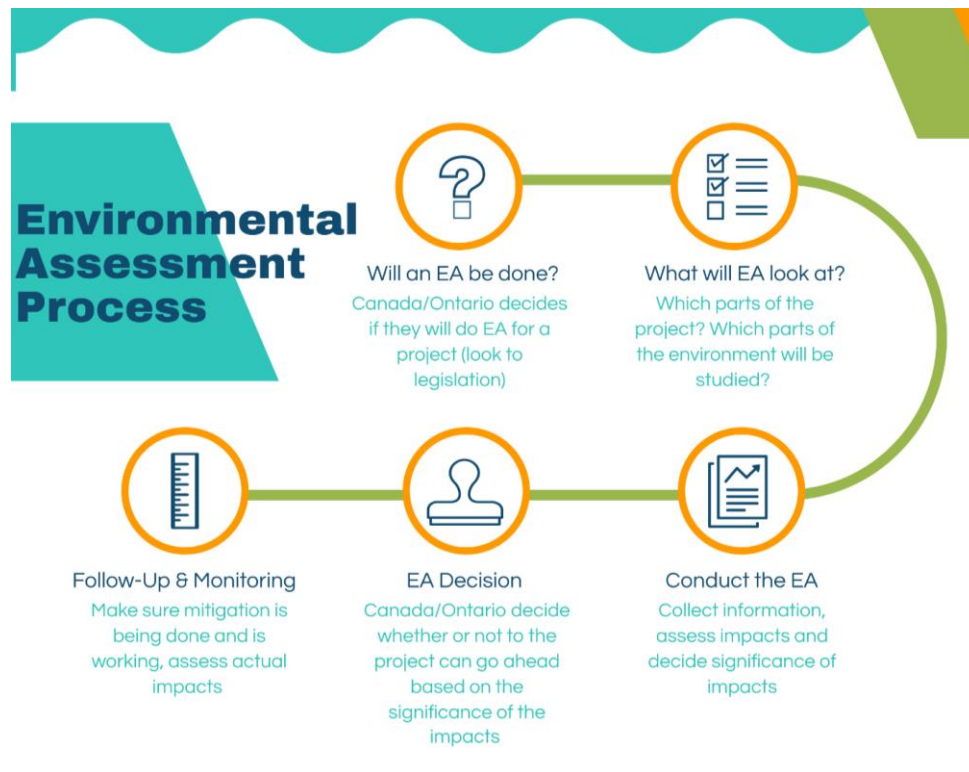 Environmental
Assessment
Process
Will an EA be done?
Canada/Ontario decides
if they will do EA for a
project (look to
legislation)
What will EA look at?
Which parts of the
project? Which parts of
the environment will be
studied?
Conduct the EA
Collect information,
assess impacts and
decide significance of
impacts
EA Decision
Canada/Ontario decide
whether or not to the
project can go ahead
based on the
significance of the
impacts
Follow-Up & Monitoring
Make sure mitigation is
being done and is
working, assess actual
impacts